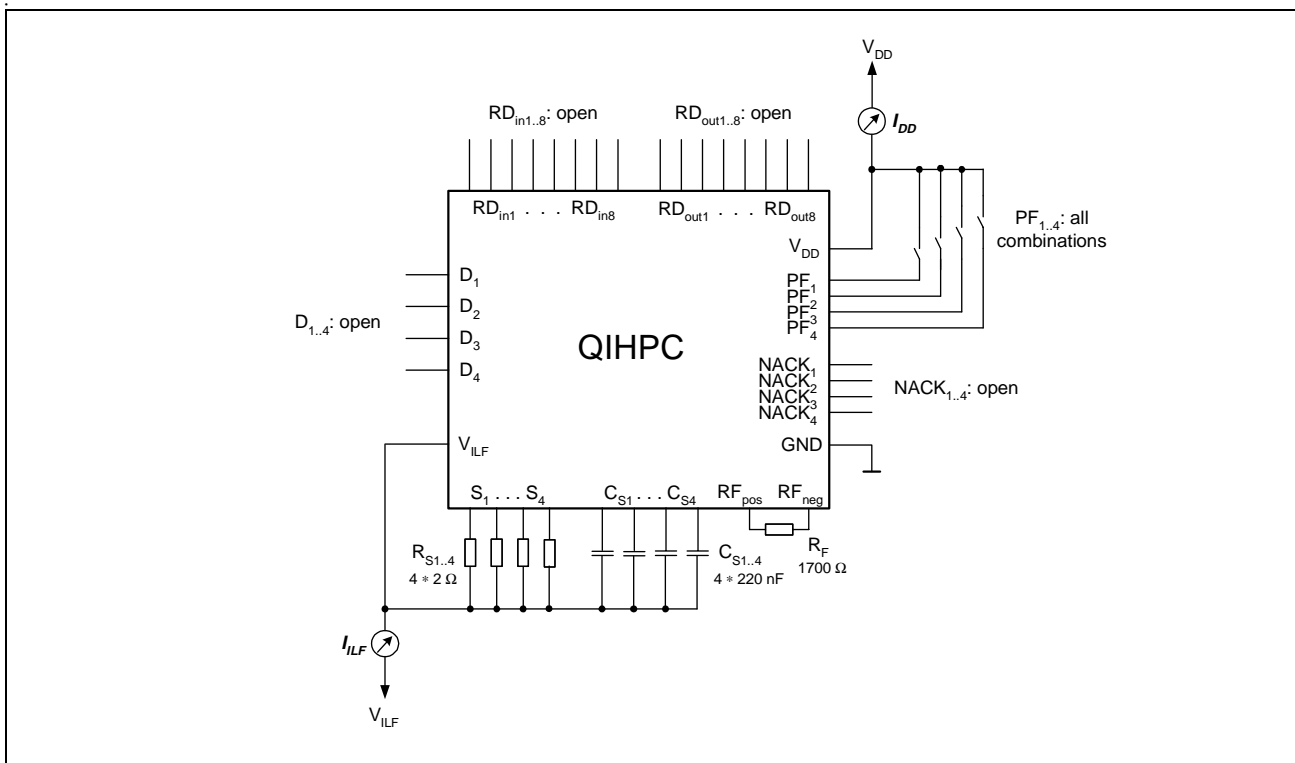 V_DD
I_DD
RD_in1..8: open
RD_out1..8: open
RD_in1 . . . RD_in8
RD_out1 . . . RD_out8
PF_1..4: all
combinations
V_DD
D_1
PF_1
PF_2
D_2
PF_3
D_1..4: open
PF_4
D_3
QIHPC
D_4
NACK_1
NACK_2
NACK_1..4: open
NACK_3
NACK_4
V_ILF
GND
S_1 . . . S_4
C_S1 . . . C_S4
RF_pos
RF_neg
R_S1..4
4 * 2 Ω
C_S1..4
4 * 220 nF
R_F
1700 Ω
I_ILF
V_ILF